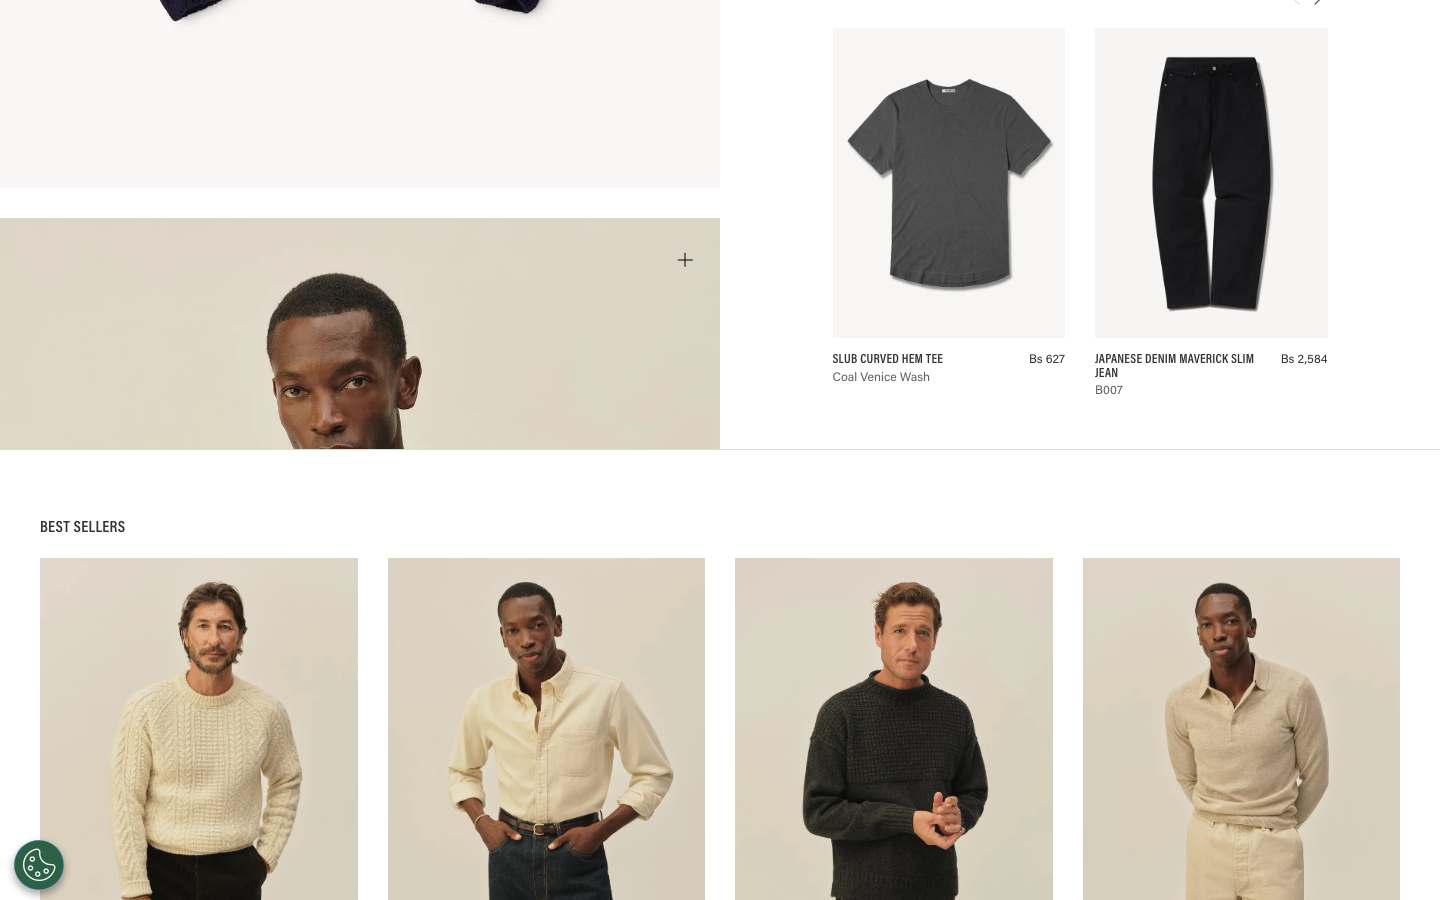 SLUB CURVED HEM TEE
Bs 627
Coal Venice Wash
JAPANESE DENIM MAVERICK SLIM
JEAN
Bs 2,584
B007
BEST SELLERS